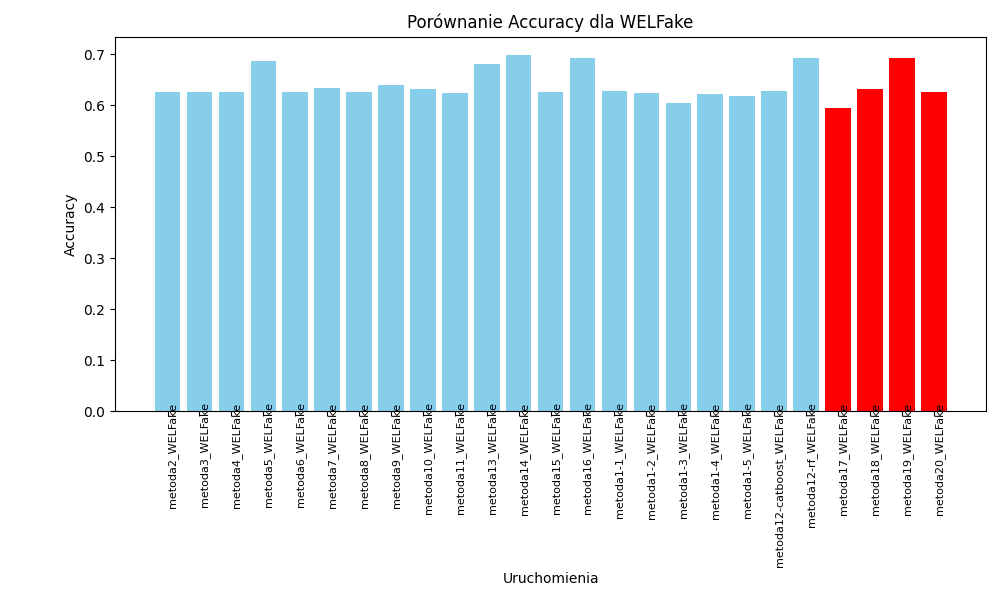 Porównanie Accuracy dla WELFake
Accuracy
0.7
0.6
0.5
0.4
0.3
0.2
0.1
0.0
metoda2_WELFake
metoda3_WELFake
metoda4_WELFake
metoda5_WELFake
metoda6_WELFake
metoda7_WELFake
metoda8_WELFake
metoda9_WELFake
metoda10_WELFake
metoda11_WELFake
metoda13_WELFake
metoda14_WELFake
metoda15_WELFake
metoda16_WELFake
metoda1-1_WELFake
metoda1-2_WELFake
metoda1-3_WELFake
metoda1-4_WELFake
metoda1-5_WELFake
metoda12-catboost_WELFake
metoda12-rf_WELFake
metoda17_WELFake
metoda18_WELFake
metoda19_WELFake
metoda20_WELFake
Uruchomienia